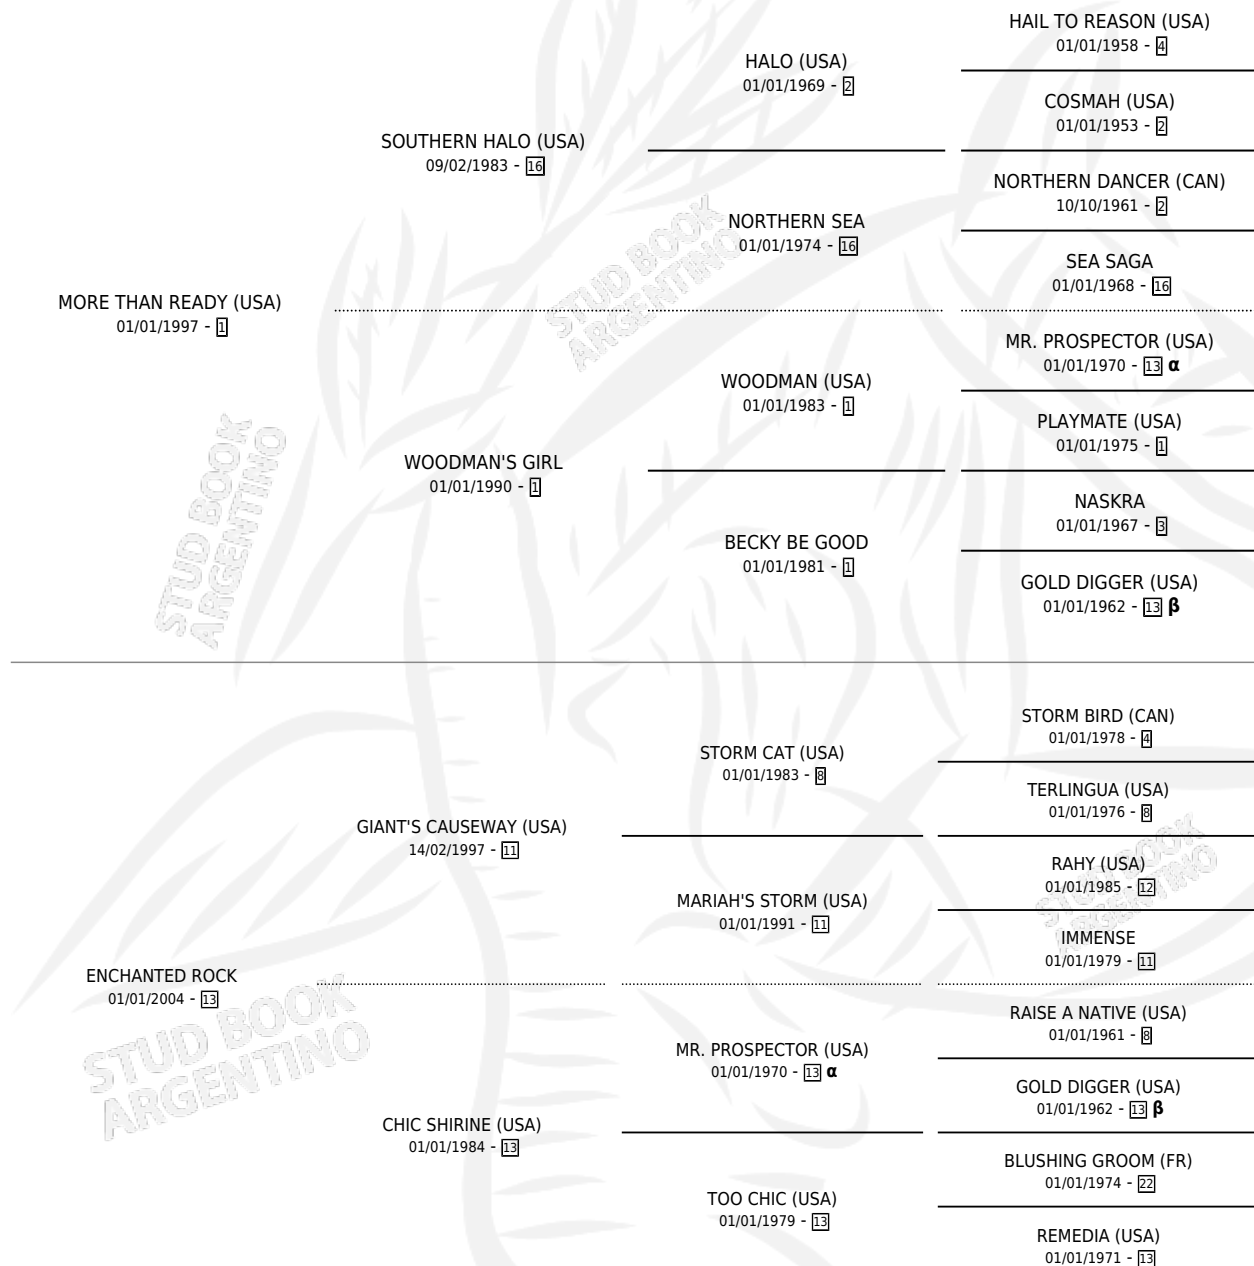 HAIL TO REASON (USA)
01/01/1958 - 4
HALO (USA)
01/01/1969 - 2
COSMAH (USA)
01/01/1953 - 2
SOUTHERN HALO (USA)
09/02/1983 - 16
NORTHERN DANCER (CAN)
10/10/1961 - 2
NORTHERN SEA
01/01/1974 - 16
SEA SAGA
01/01/1968 - 16
MORE THAN READY (USA)
01/01/1997 - 1
MR. PROSPECTOR (USA)
01/01/1970 - 13 α
WOODMAN (USA)
01/01/1983 - 1
PLAYMATE (USA)
01/01/1975 - 1
WOODMAN'S GIRL
01/01/1990 - 1
NASKRA
01/01/1967 - 3
BECKY BE GOOD
01/01/1981 - 1
GOLD DIGGER (USA)
01/01/1962 - 13 β
STORM BIRD (CAN)
01/01/1978 - 4
STORM CAT (USA)
01/01/1983 - 8
TERLINGUA (USA)
01/01/1976 - 8
GIANT'S CAUSEWAY (USA)
14/02/1997 - 11
RAHY (USA)
01/01/1985 - 12
MARIAH'S STORM (USA)
01/01/1991 - 11
IMMENSE
01/01/1979 - 11
ENCHANTED ROCK
01/01/2004 - 13
RAISE A NATIVE (USA)
01/01/1961 - 8
MR. PROSPECTOR (USA)
01/01/1970 - 13 α
GOLD DIGGER (USA)
01/01/1962 - 13 β
CHIC SHIRINE (USA)
01/01/1984 - 13
BLUSHING GROOM (FR)
01/01/1974 - 22
TOO CHIC (USA)
01/01/1979 - 13
REMEDIA (USA)
01/01/1971 - 13
STUD BOOK
ARGENTINO
STUD BOOK
ARGENTINO
STUD BOOK
ARGENTINO
STUD BOOK
ARGENTINO